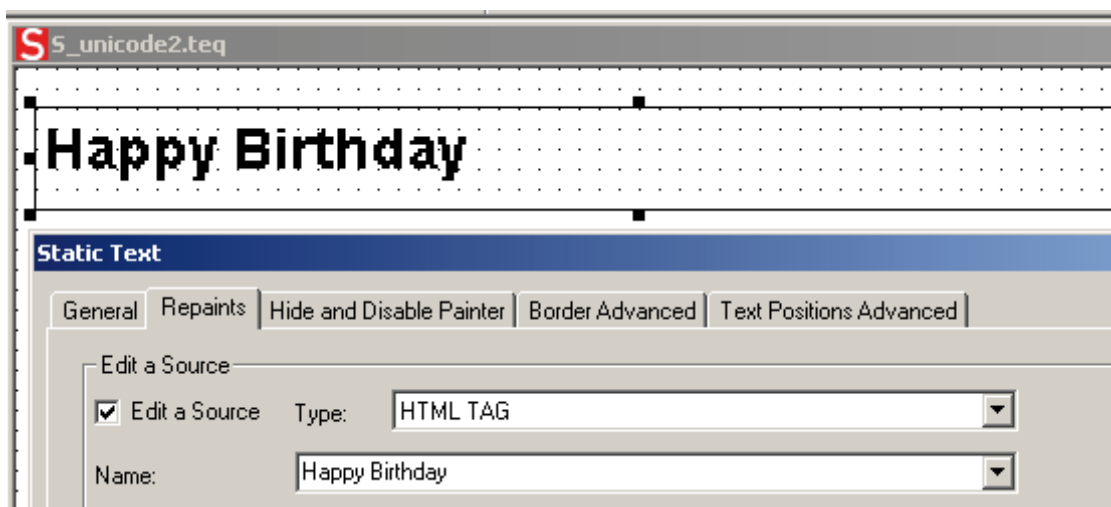 S S_unicode2.teq
Happy Birthday
Static Text
General Repaints Hide and Disable Painter Border Advanced Text Positions Advanced
Edit a Source
Edit a Source Type: HTML TAG
Name: Happy Birthday